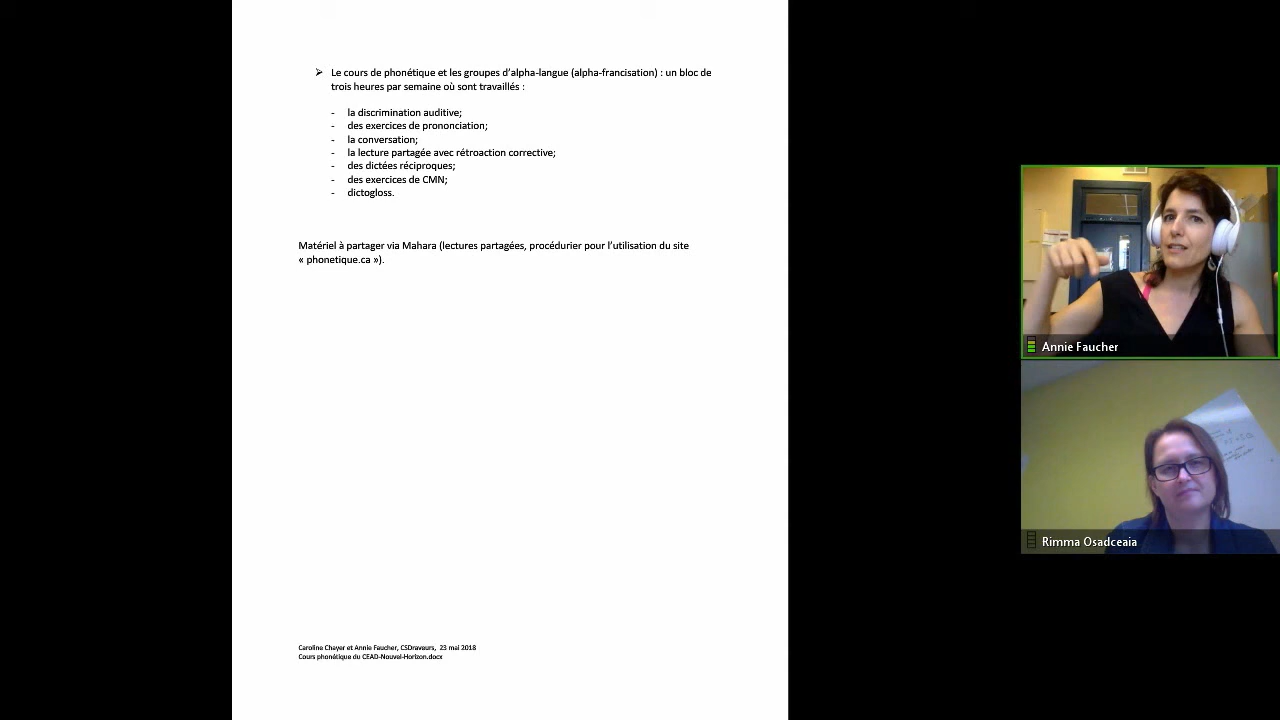 ➢ Le cours de phonétique et les groupes d’alpha-langue (alpha-francisation) : un bloc de
trois heures par semaine où sont travaillés :
- la discrimination auditive;
- des exercices de prononciation;
- la conversation;
- la lecture partagée avec rétroaction corrective;
- des dictées réciproques;
- des exercices de CMN;
- dictogloss.
Matériel à partager via Mahara (lectures partagées, procédurier pour l’utilisation du site
« phonetique.ca »).
Caroline Chayer et Annie Faucher, CSDraveurs, 23 mai 2018
Cours phonétique du CEAD-Nouvel-Horizon.docx
Annie Faucher
Rimma Osadceaia